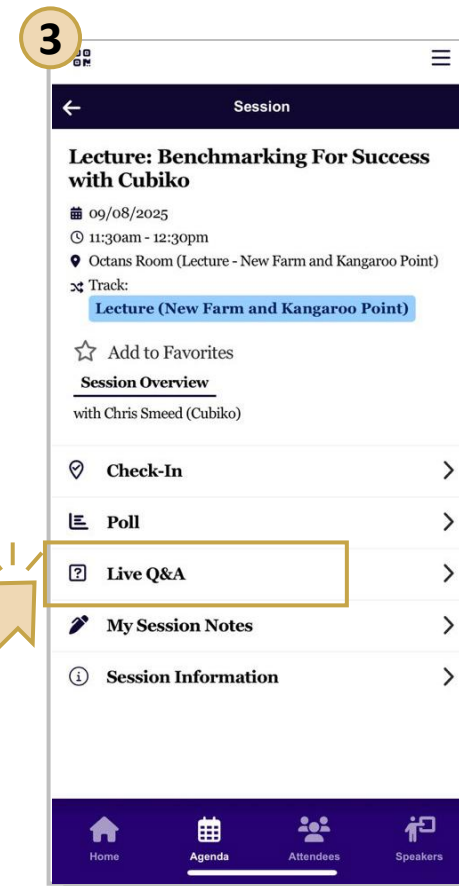 3
Session
Lecture: Benchmarking For Success
with Cubiko
09/08/2025
11:30am - 12:30pm
Octans Room (Lecture - New Farm and Kangaroo Point)
Track:
Lecture (New Farm and Kangaroo Point)
Add to Favorites
Session Overview
with Chris Smeed (Cubiko)
Check-In
Poll
Live Q&A
My Session Notes
Session Information
Home Agenda Attendees Speakers